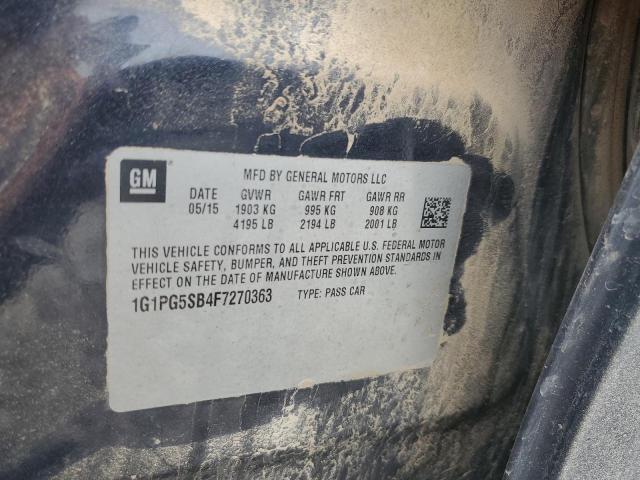 GM
MFD BY GENERAL MOTORS LLC
DATE GVWR GAWR FRT GAWR RR
05/15 1903 KG 995 KG 908 KG
4195 LB 2194 LB 2001 LB
THIS VEHICLE CONFORMS TO ALL APPLICABLE U.S. FEDERAL MOTOR
VEHICLE SAFETY, BUMPER, AND THEFT PREVENTION STANDARDS IN
EFFECT ON THE DATE OF MANUFACTURE SHOWN ABOVE.
1G1PG5SB4F7270363 TYPE: PASS CAR